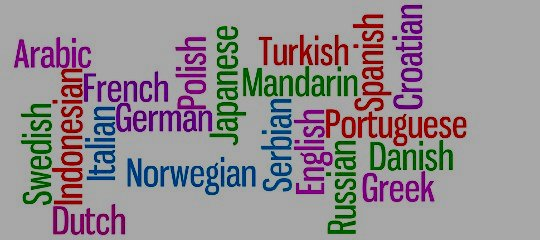 Arabic
Turkish
Spanish
Croatian
Polish
Japanese
French
Mandarin
Indonesian
German
Swedish
Italian
Serbian
English
Portuguese
Norwegian
Russian
Danish
Greek
Dutch